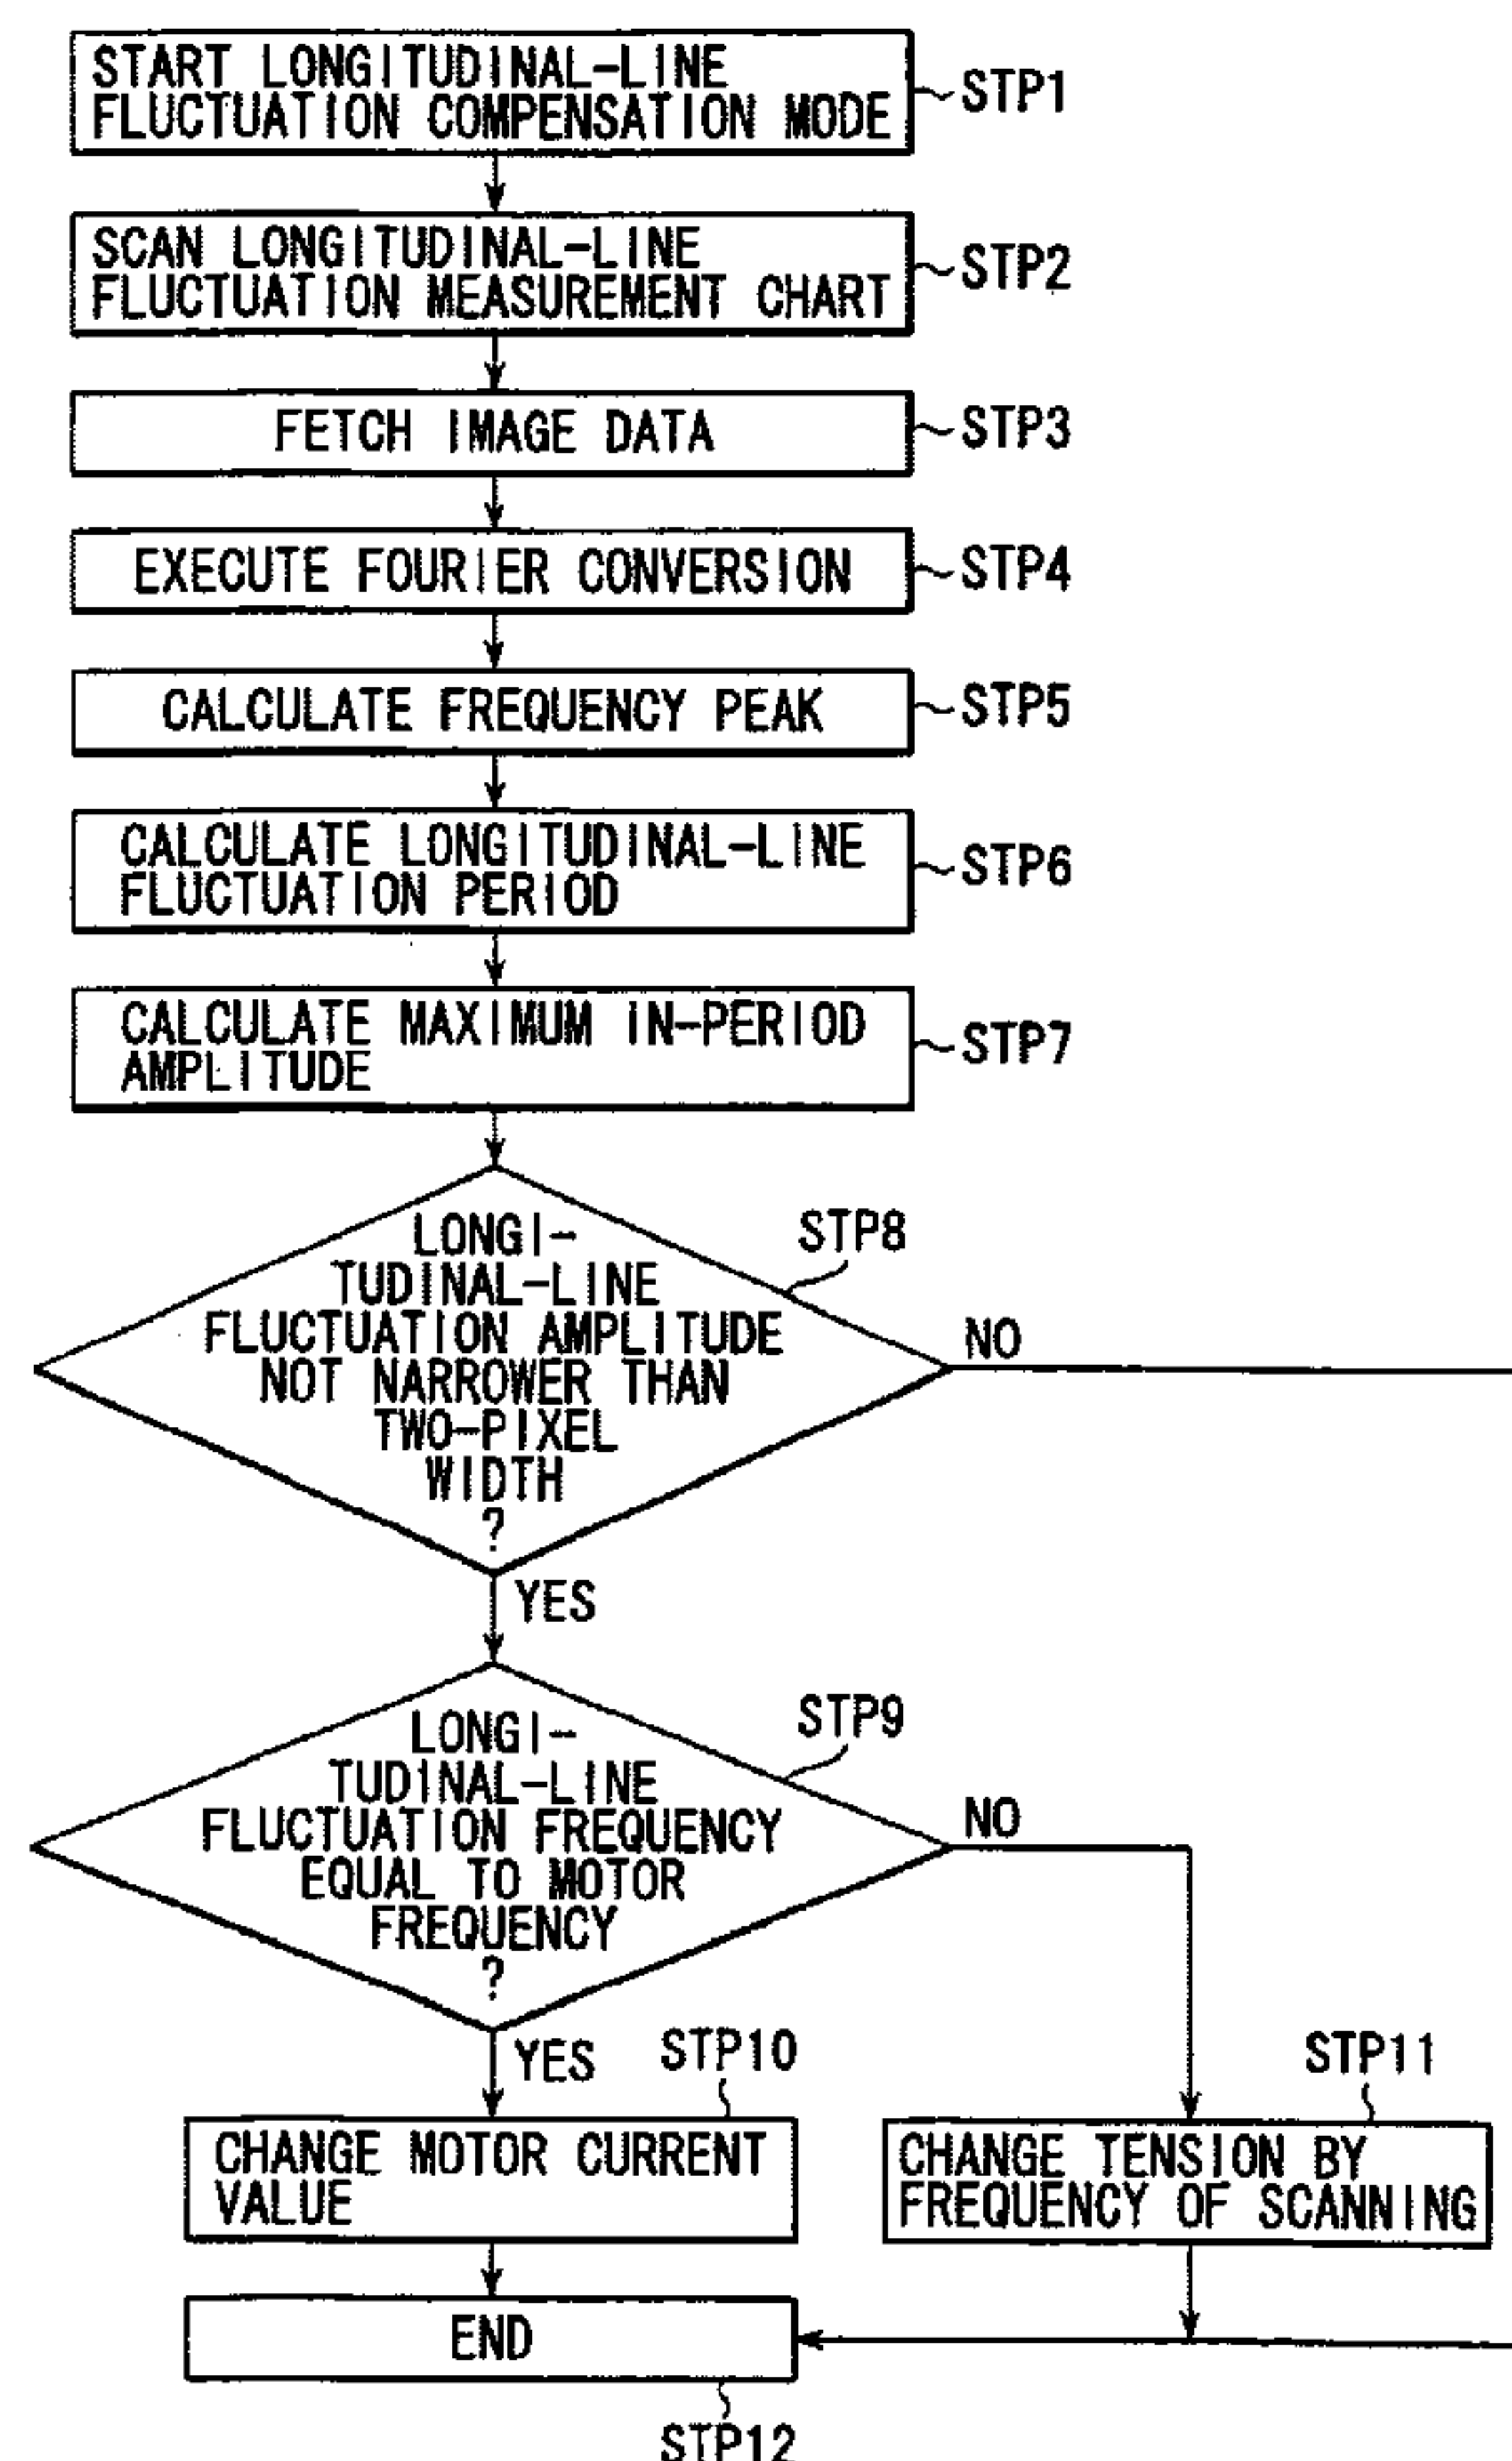 START LONGITUDINAL-LINE
FLUCTUATION COMPENSATION MODE
STP1
SCAN LONGITUDINAL-LINE
FLUCTUATION MEASUREMENT CHART
STP2
FETCH IMAGE DATA
STP3
EXECUTE FOURIER CONVERSION
STP4
CALCULATE FREQUENCY PEAK
STP5
CALCULATE LONGITUDINAL-LINE
FLUCTUATION PERIOD
STP6
CALCULATE MAXIMUM IN-PERIOD
AMPLITUDE
STP7
LONGI-
TUDINAL-LINE
FLUCTUATION AMPLITUDE
NOT NARROWER THAN
TWO-PIXEL
WIDTH
?
STP8
NO
YES
LONGI-
TUDINAL-LINE
FLUCTUATION FREQUENCY
EQUAL TO MOTOR
FREQUENCY
?
STP9
NO
YES
STP10
CHANGE MOTOR CURRENT
VALUE
STP11
CHANGE TENSION BY
FREQUENCY OF SCANNING
END
STP12